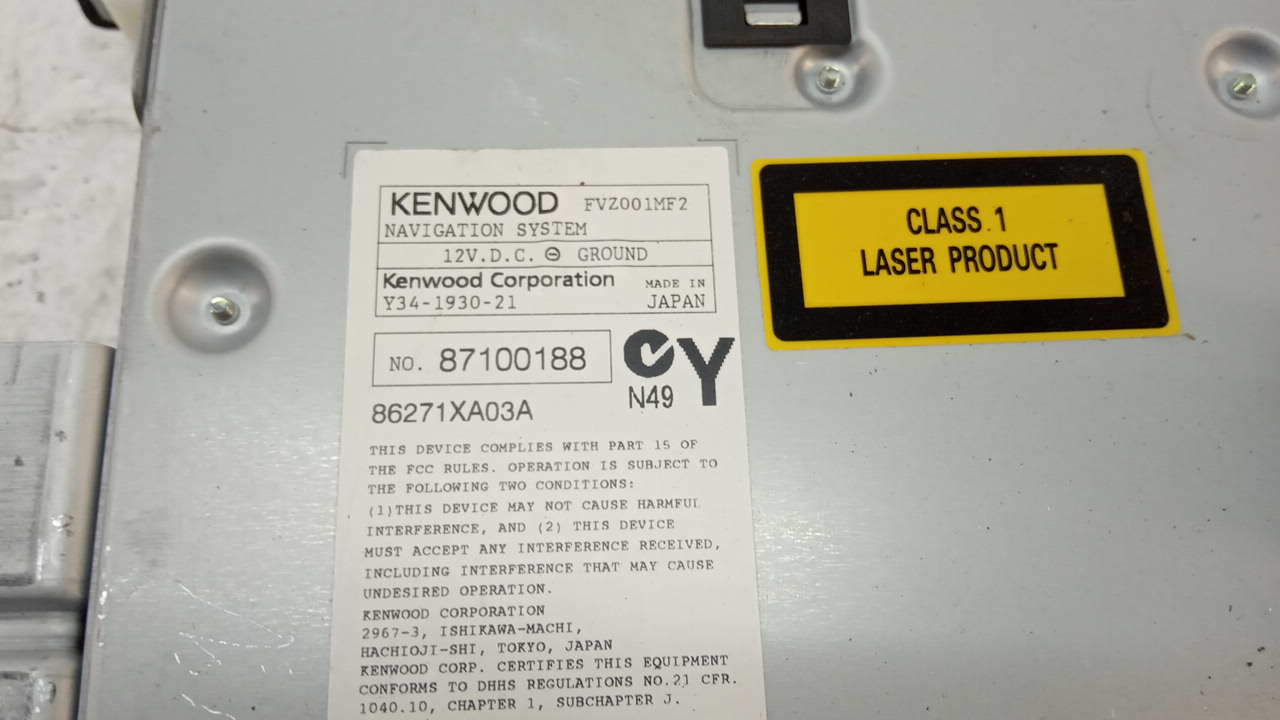 KENWOOD FVZ001MF2
NAVIGATION SYSTEM
12V.D.C. ⊖ GROUND
Kenwood Corporation MADE IN
Y34-1930-21 JAPAN
NO. 87100188
N49
Y
86271XA03A
THIS DEVICE COMPLIES WITH PART 15 OF
THE FCC RULES. OPERATION IS SUBJECT TO
THE FOLLOWING TWO CONDITIONS:
(1)THIS DEVICE MAY NOT CAUSE HARMFUL
INTERFERENCE, AND (2) THIS DEVICE
MUST ACCEPT ANY INTERFERENCE RECEIVED,
INCLUDING INTERFERENCE THAT MAY CAUSE
UNDESIRED OPERATION.
KENWOOD CORPORATION
2967-3, ISHIKAWA-MACHI,
HACHIOJI-SHI, TOKYO, JAPAN
KENWOOD CORP. CERTIFIES THIS EQUIPMENT
CONFORMS TO DHHS REGULATIONS NO.21 CFR.
1040.10, CHAPTER 1, SUBCHAPTER J.
CLASS 1
LASER PRODUCT